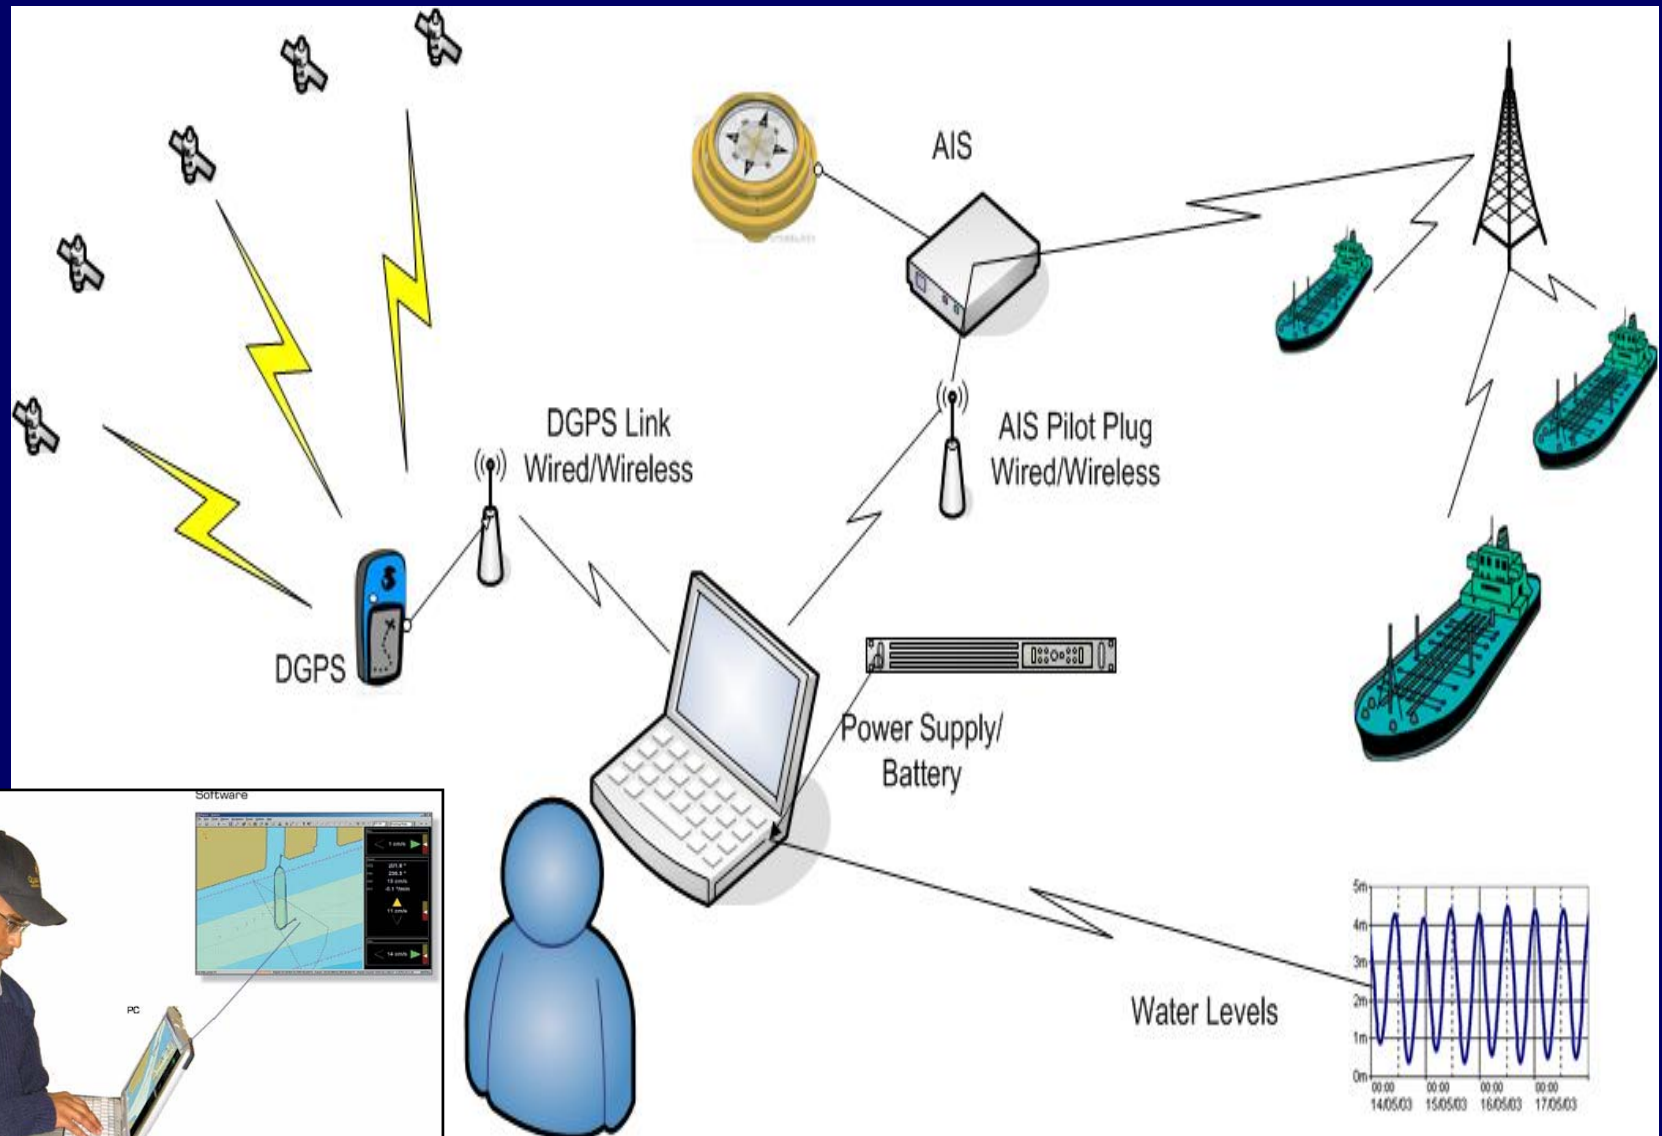 AIS
DGPS Link
Wired/Wireless
AIS Pilot Plug
Wired/Wireless
DGPS
Power Supply/
Battery
Software
PC
Water Levels
5m
4m
3m
2m
1m
0m
00:00 00:00 00:00 00:00
14/05/03 15/05/03 16/05/03 17/05/03